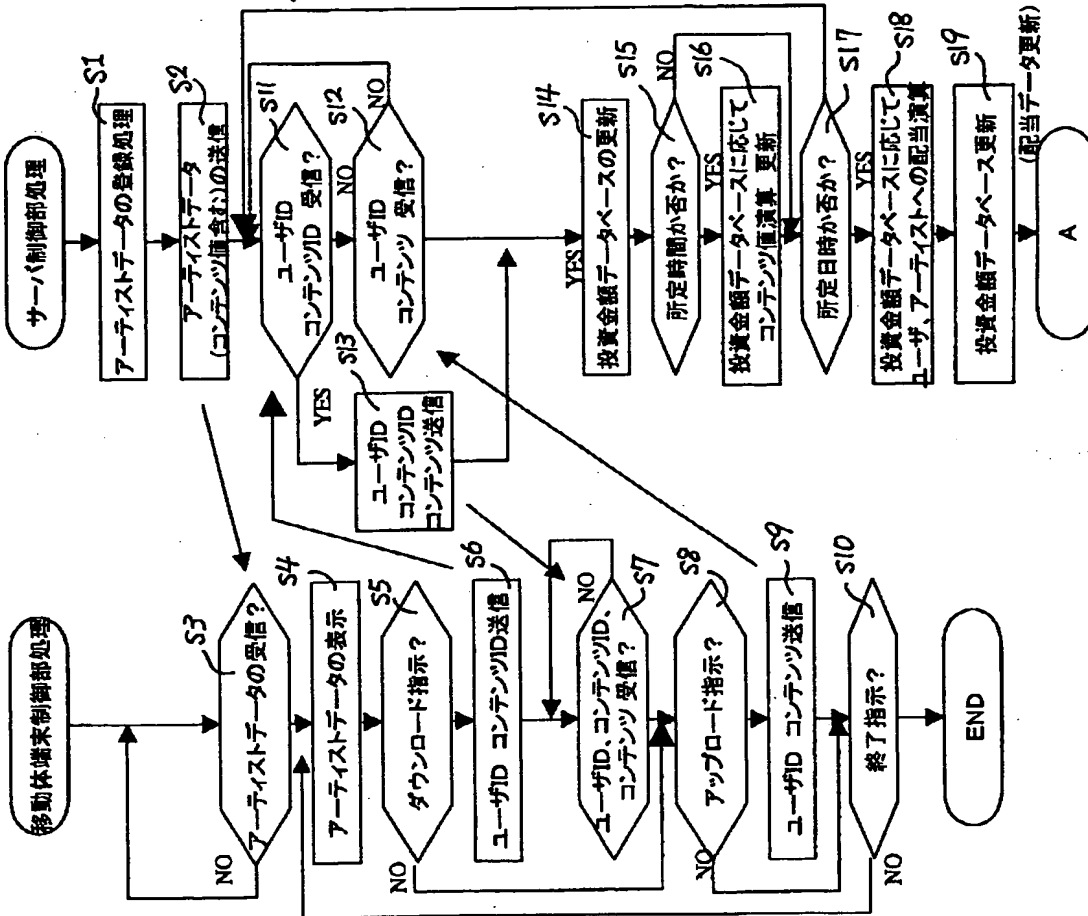 サーバ制御部処理
S1
アーティストデータの登録処理
S2
アーティストデータ
(コンテンツ値含む)の送信
S11
ユーザID
コンテンツID 受信?
YES
NO
S12
ユーザID
コンテンツ 受信?
NO
S13
ユーザID
コンテンツID
コンテンツ送信
YES
S14
投資金額データベースの更新
S15
所定時間か否か?
NO
YES
S16
投資金額データベースに応じて
コンテンツ値演算 更新
S17
所定日時か否か?
YES
S18
投資金額データベースに応じて
ユーザ、アーティストへの配当演算
S19
投資金額データベース更新
(配当データ更新)
A
移動体端末制御部処理
S3
アーティストデータの受信?
NO
S4
アーティストデータの表示
S5
ダウンロード指示?
NO
S6
ユーザID コンテンツID送信
NO
S7
ユーザID、コンテンツID、
コンテンツ 受信?
S8
アップロード指示?
NO
S9
ユーザID コンテンツ送信
S10
終了指示?
NO
END